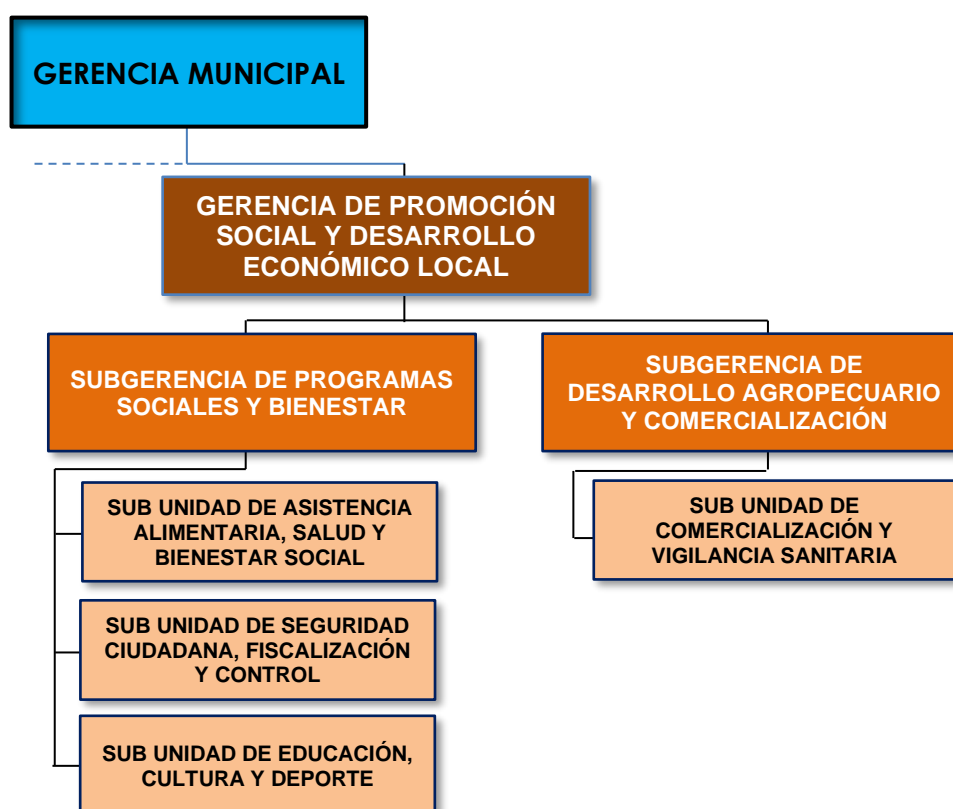 GERENCIA MUNICIPAL
GERENCIA DE PROMOCIÓN
SOCIAL Y DESARROLLO
ECONÓMICO LOCAL
SUBGERENCIA DE PROGRAMAS
SOCIALES Y BIENESTAR
SUBGERENCIA DE
DESARROLLO AGROPECUARIO
Y COMERCIALIZACIÓN
SUB UNIDAD DE ASISTENCIA
ALIMENTARIA, SALUD Y
BIENESTAR SOCIAL
SUB UNIDAD DE
COMERCIALIZACIÓN Y
VIGILANCIA SANITARIA
SUB UNIDAD DE SEGURIDAD
CIUDADANA, FISCALIZACIÓN
Y CONTROL
SUB UNIDAD DE EDUCACIÓN,
CULTURA Y DEPORTE